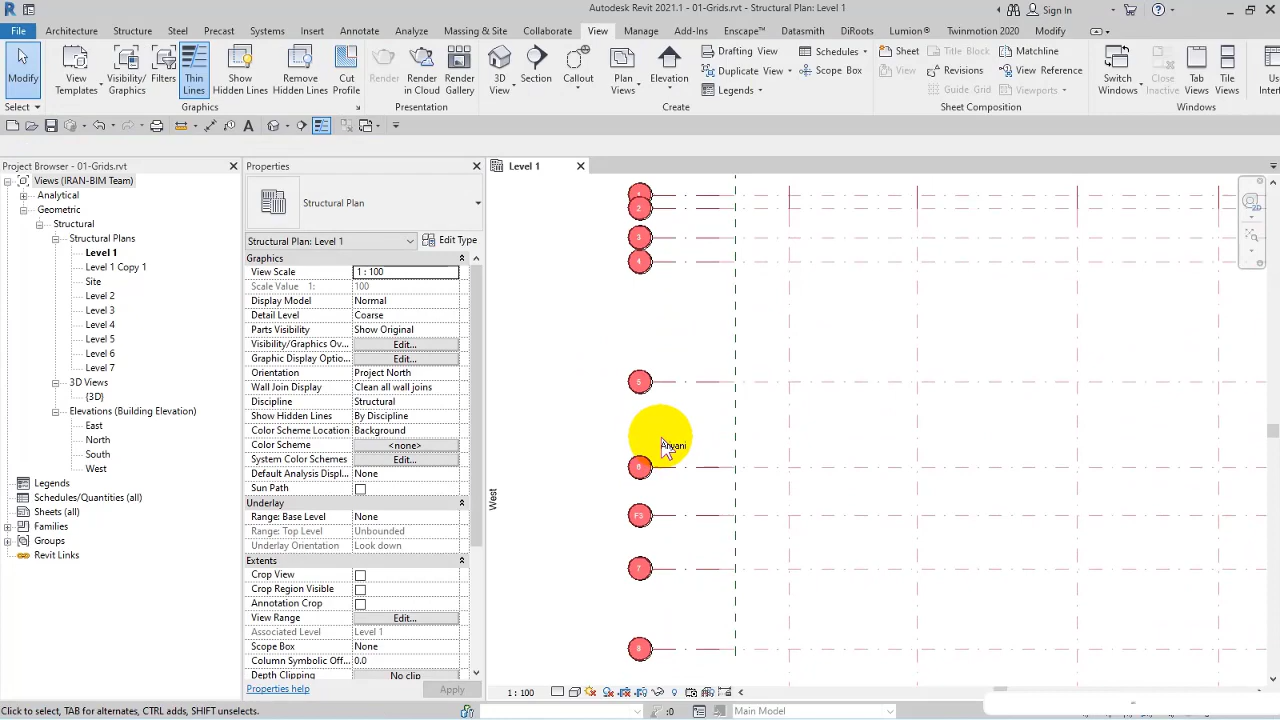 Autodesk Revit 2021.1 - 01-Grids.rvt - Structural Plan: Level 1
Sign In
File Architecture Structure Steel Precast Systems Insert Annotate Analyze Massing & Site Collaborate View Manage Add-Ins Enscape™ Datasmith DiRoots Lumion® Twinmotion 2020 Modify
Modify
View Templates
Visibility/ Graphics
Filters
Thin Lines
Show Hidden Lines
Remove Hidden Lines
Cut Profile
Render
Render in Cloud
Render Gallery
3D View
Section
Callout
Plan Views
Elevation
Drafting View
Duplicate View
Legends
Schedules
Scope Box
Sheet
View
Title Block
Revisions
Guide Grid
Matchline
View Reference
Viewports
Switch Windows
Close Inactive
Tab Views
Tile Views
Select
Graphics
Presentation
Create
Sheet Composition
Windows
Project Browser - 01-Grids.rvt
Views (IRAN-BIM Team)
Analytical
Geometric
Structural
Structural Plans
Level 1
Level 1 Copy 1
Site
Level 2
Level 3
Level 4
Level 5
Level 6
Level 7
3D Views
{3D}
Elevations (Building Elevation)
East
North
South
West
Legends
Schedules/Quantities (all)
Sheets (all)
Families
Groups
Revit Links
Properties
Structural Plan
Structural Plan: Level 1 Edit Type
Graphics
View Scale 1 : 100
Scale Value 1: 100
Display Model Normal
Detail Level Coarse
Parts Visibility Show Original
Visibility/Graphics Ov... Edit...
Graphic Display Optio... Edit...
Orientation Project North
Wall Join Display Clean all wall joins
Discipline Structural
Show Hidden Lines By Discipline
Color Scheme Location Background
Color Scheme <none>
System Color Schemes Edit...
Default Analysis Displ... None
Sun Path
Underlay
Range: Base Level None
Range: Top Level Unbounded
Underlay Orientation Look down
Extents
Crop View
Crop Region Visible
Annotation Crop
View Range Edit...
Associated Level Level 1
Scope Box None
Column Symbolic Off... 0.0
Depth Clipping No clip
Properties help Apply
Level 1
2
3
4
5
6
F3
7
8
West
2D
1 : 100
Click to select, TAB for alternates, CTRL adds, SHIFT unselects.
:0
Main Model